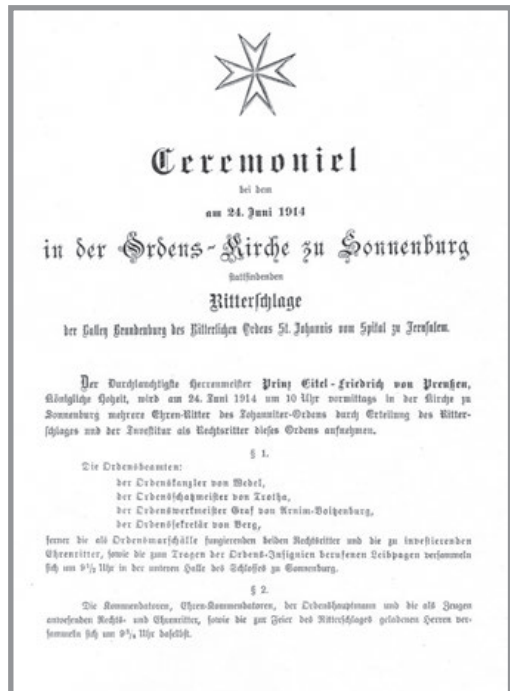 Ceremoniel
bei dem
am 24. Juni 1914
in der Ordens-Kirche zu Sonnenburg
stattfindenden
Ritterschlage
der Balley Brandenburg des Ritterlichen Ordens St. Johannis vom Spital zu Jerusalem.
Der Durchlauchtigste Herrenmeister Prinz Eitel-Friedrich von Preußen,
Königliche Hoheit, wird am 24. Juni 1914 um 10 Uhr vormittags in der Kirche zu
Sonnenburg mehrere Ehren-Ritter des Johanniter-Ordens durch Erteilung des Ritter-
schlages und der Investitur als Rechtsritter dieses Ordens aufnehmen.
§ 1.
Die Ordensbeamten:
der Ordenskanzler von Wedel,
der Ordensschatzmeister von Trotha,
der Ordenswerkmeister Graf von Arnim-Boitzenburg,
der Ordenssekretär von Berg,
ferner die als Ordensmarschälle fungierenden beiden Rechtsritter und die zu investierenden
Ehrenritter, sowie die zum Tragen der Ordens-Insignien berufenen Leibpagen versammeln
sich um 9½ Uhr in der unteren Halle des Schlosses zu Sonnenburg.
§ 2.
Die Kommendatoren, Ehren-Kommendatoren, der Ordenshauptmann und die als Zeugen
anwesenden Rechts- und Ehrenritter, sowie die zur Feier des Ritterschlages geladenen Herren ver-
sammeln sich um 9¾ Uhr daselbst.